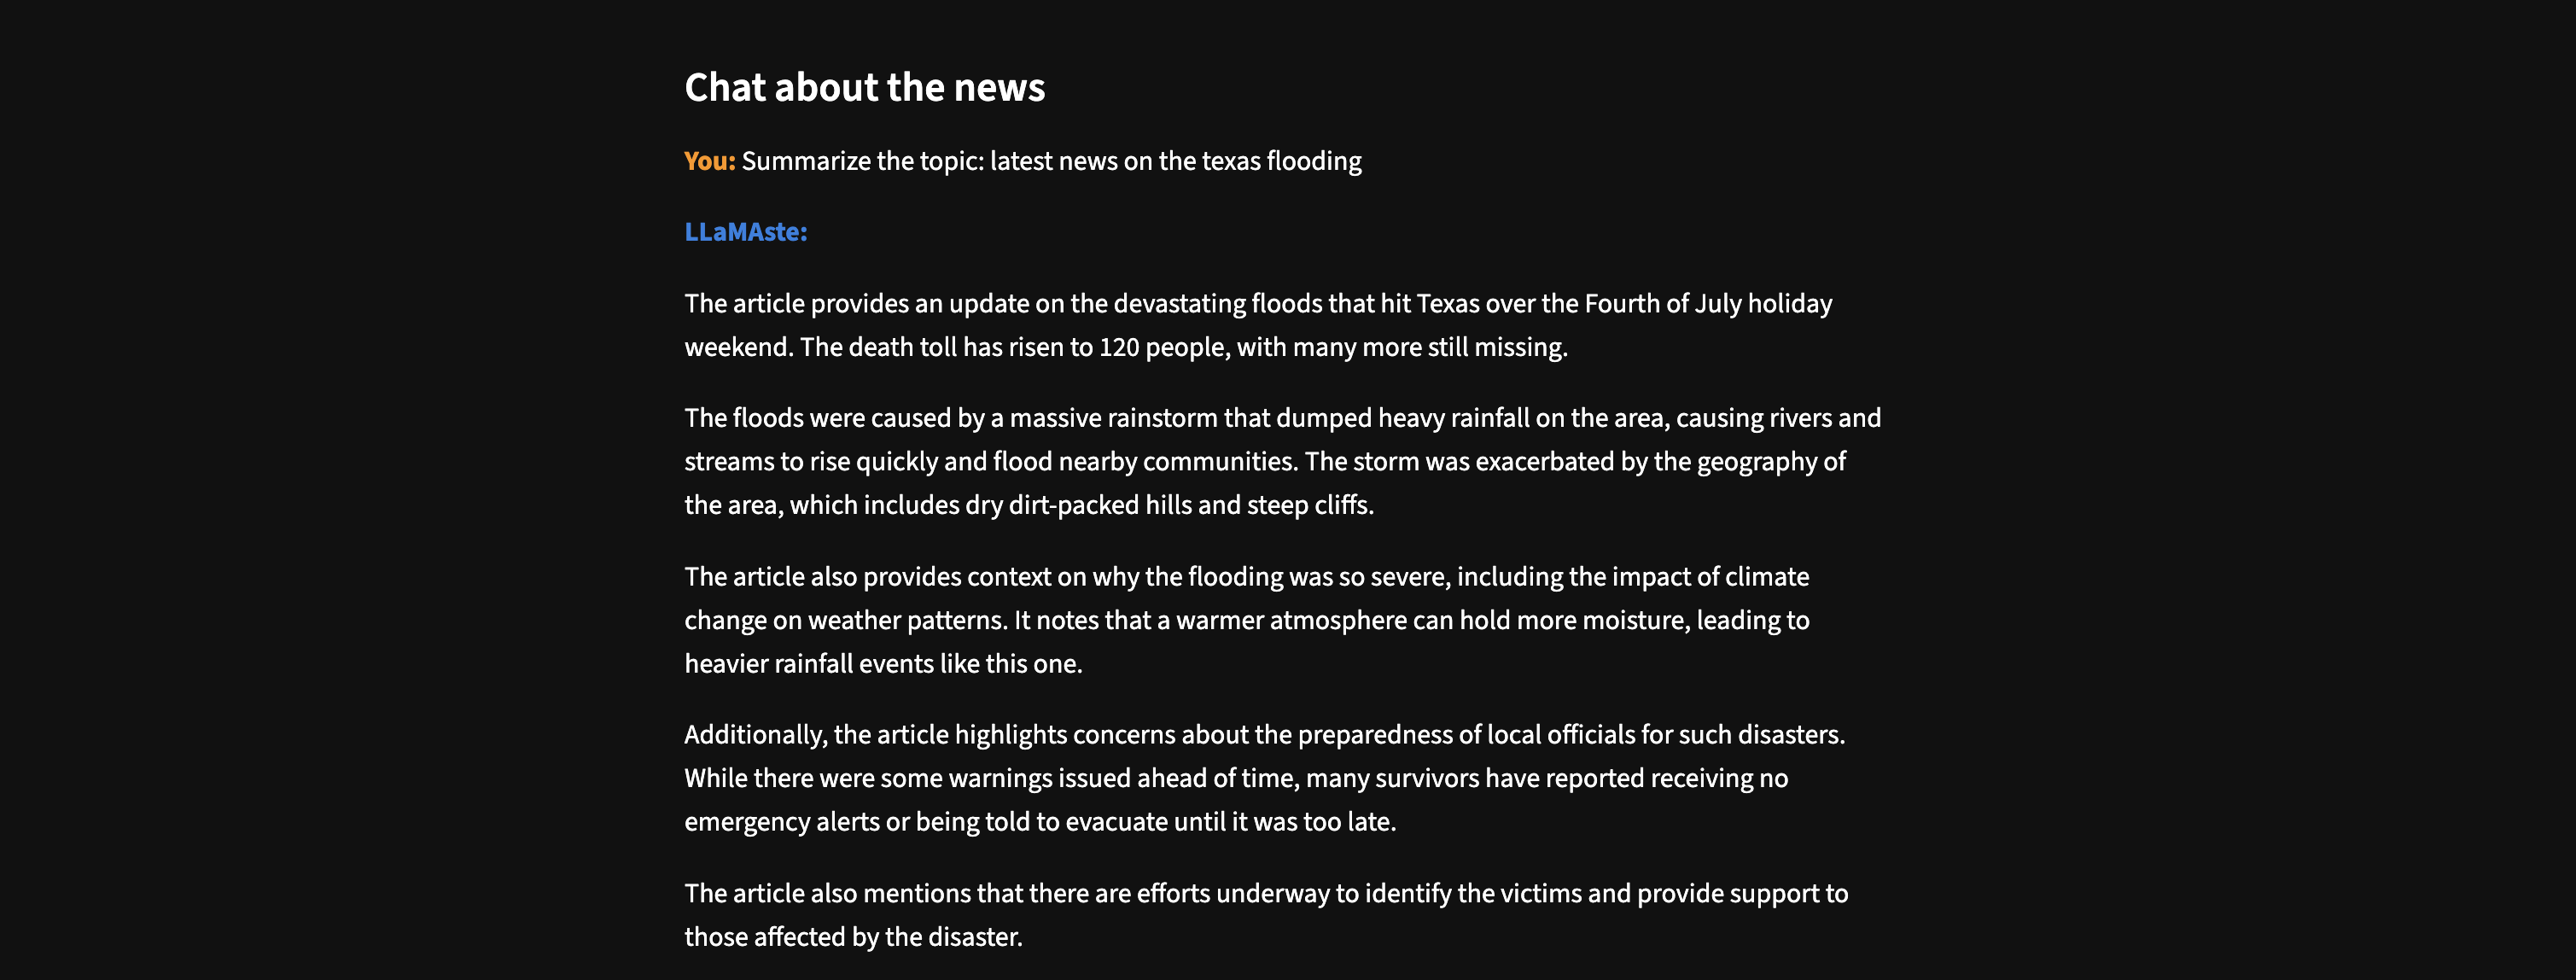 Chat about the news
You: Summarize the topic: latest news on the texas flooding
LLaMAste:
The article provides an update on the devastating floods that hit Texas over the Fourth of July holiday
weekend. The death toll has risen to 120 people, with many more still missing.
The floods were caused by a massive rainstorm that dumped heavy rainfall on the area, causing rivers and
streams to rise quickly and flood nearby communities. The storm was exacerbated by the geography of
the area, which includes dry dirt-packed hills and steep cliffs.
The article also provides context on why the flooding was so severe, including the impact of climate
change on weather patterns. It notes that a warmer atmosphere can hold more moisture, leading to
heavier rainfall events like this one.
Additionally, the article highlights concerns about the preparedness of local officials for such disasters.
While there were some warnings issued ahead of time, many survivors have reported receiving no
emergency alerts or being told to evacuate until it was too late.
The article also mentions that there are efforts underway to identify the victims and provide support to
those affected by the disaster.